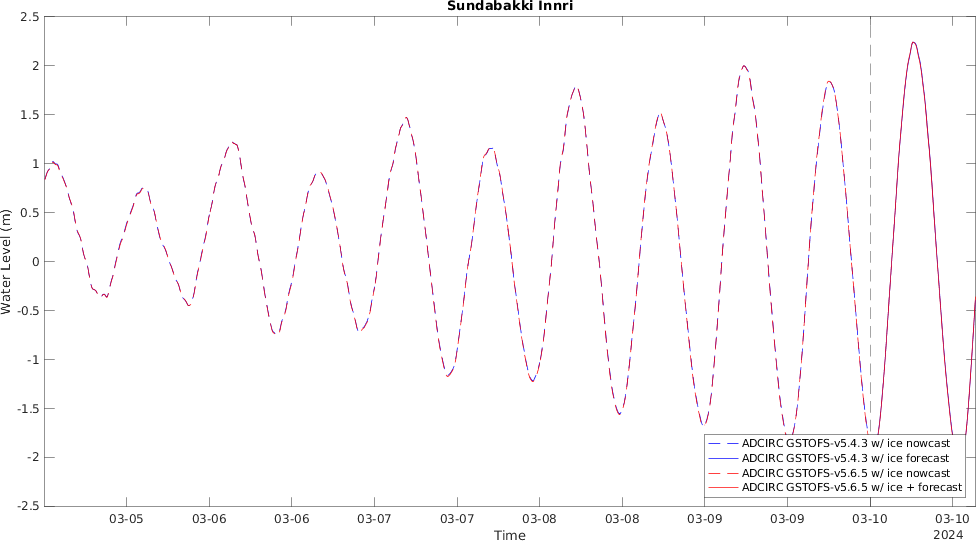 Sundabakki Innri
2.5
2
1.5
1
0.5
0
-0.5
-1
-1.5
-2
-2.5
Water Level (m)
ADCIRC GSTOFS-v5.4.3 w/ ice nowcast
ADCIRC GSTOFS-v5.4.3 w/ ice forecast
ADCIRC GSTOFS-v5.6.5 w/ ice nowcast
ADCIRC GSTOFS-v5.6.5 w/ ice + forecast
03-05 03-06 03-06 03-07 03-07 03-08 03-08 03-09 03-09 03-10 03-10
Time 2024